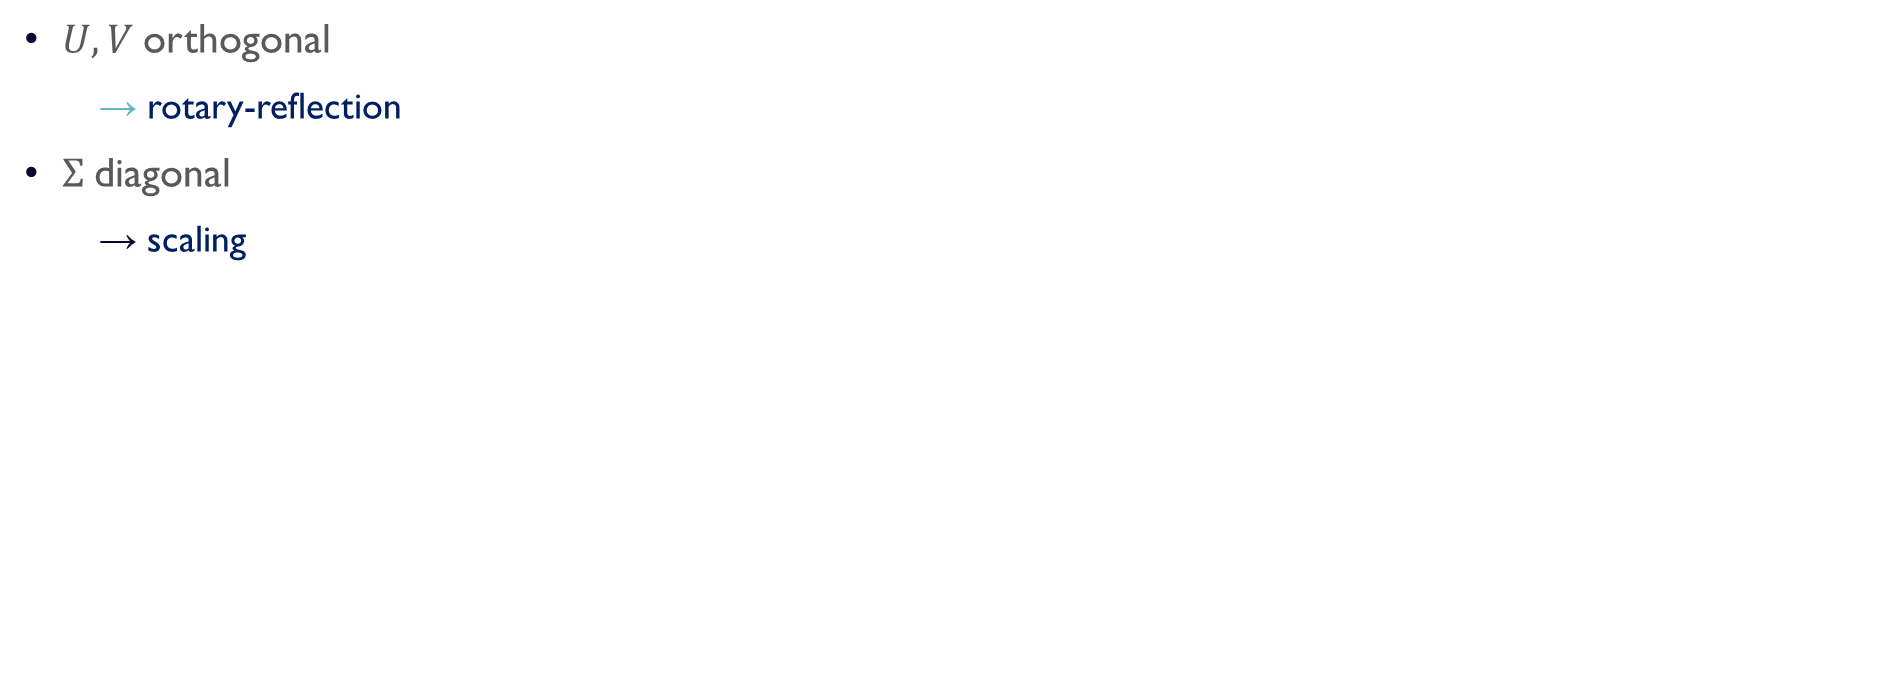 • U, V orthogonal
→ rotary-reflection
• Σ diagonal
→ scaling